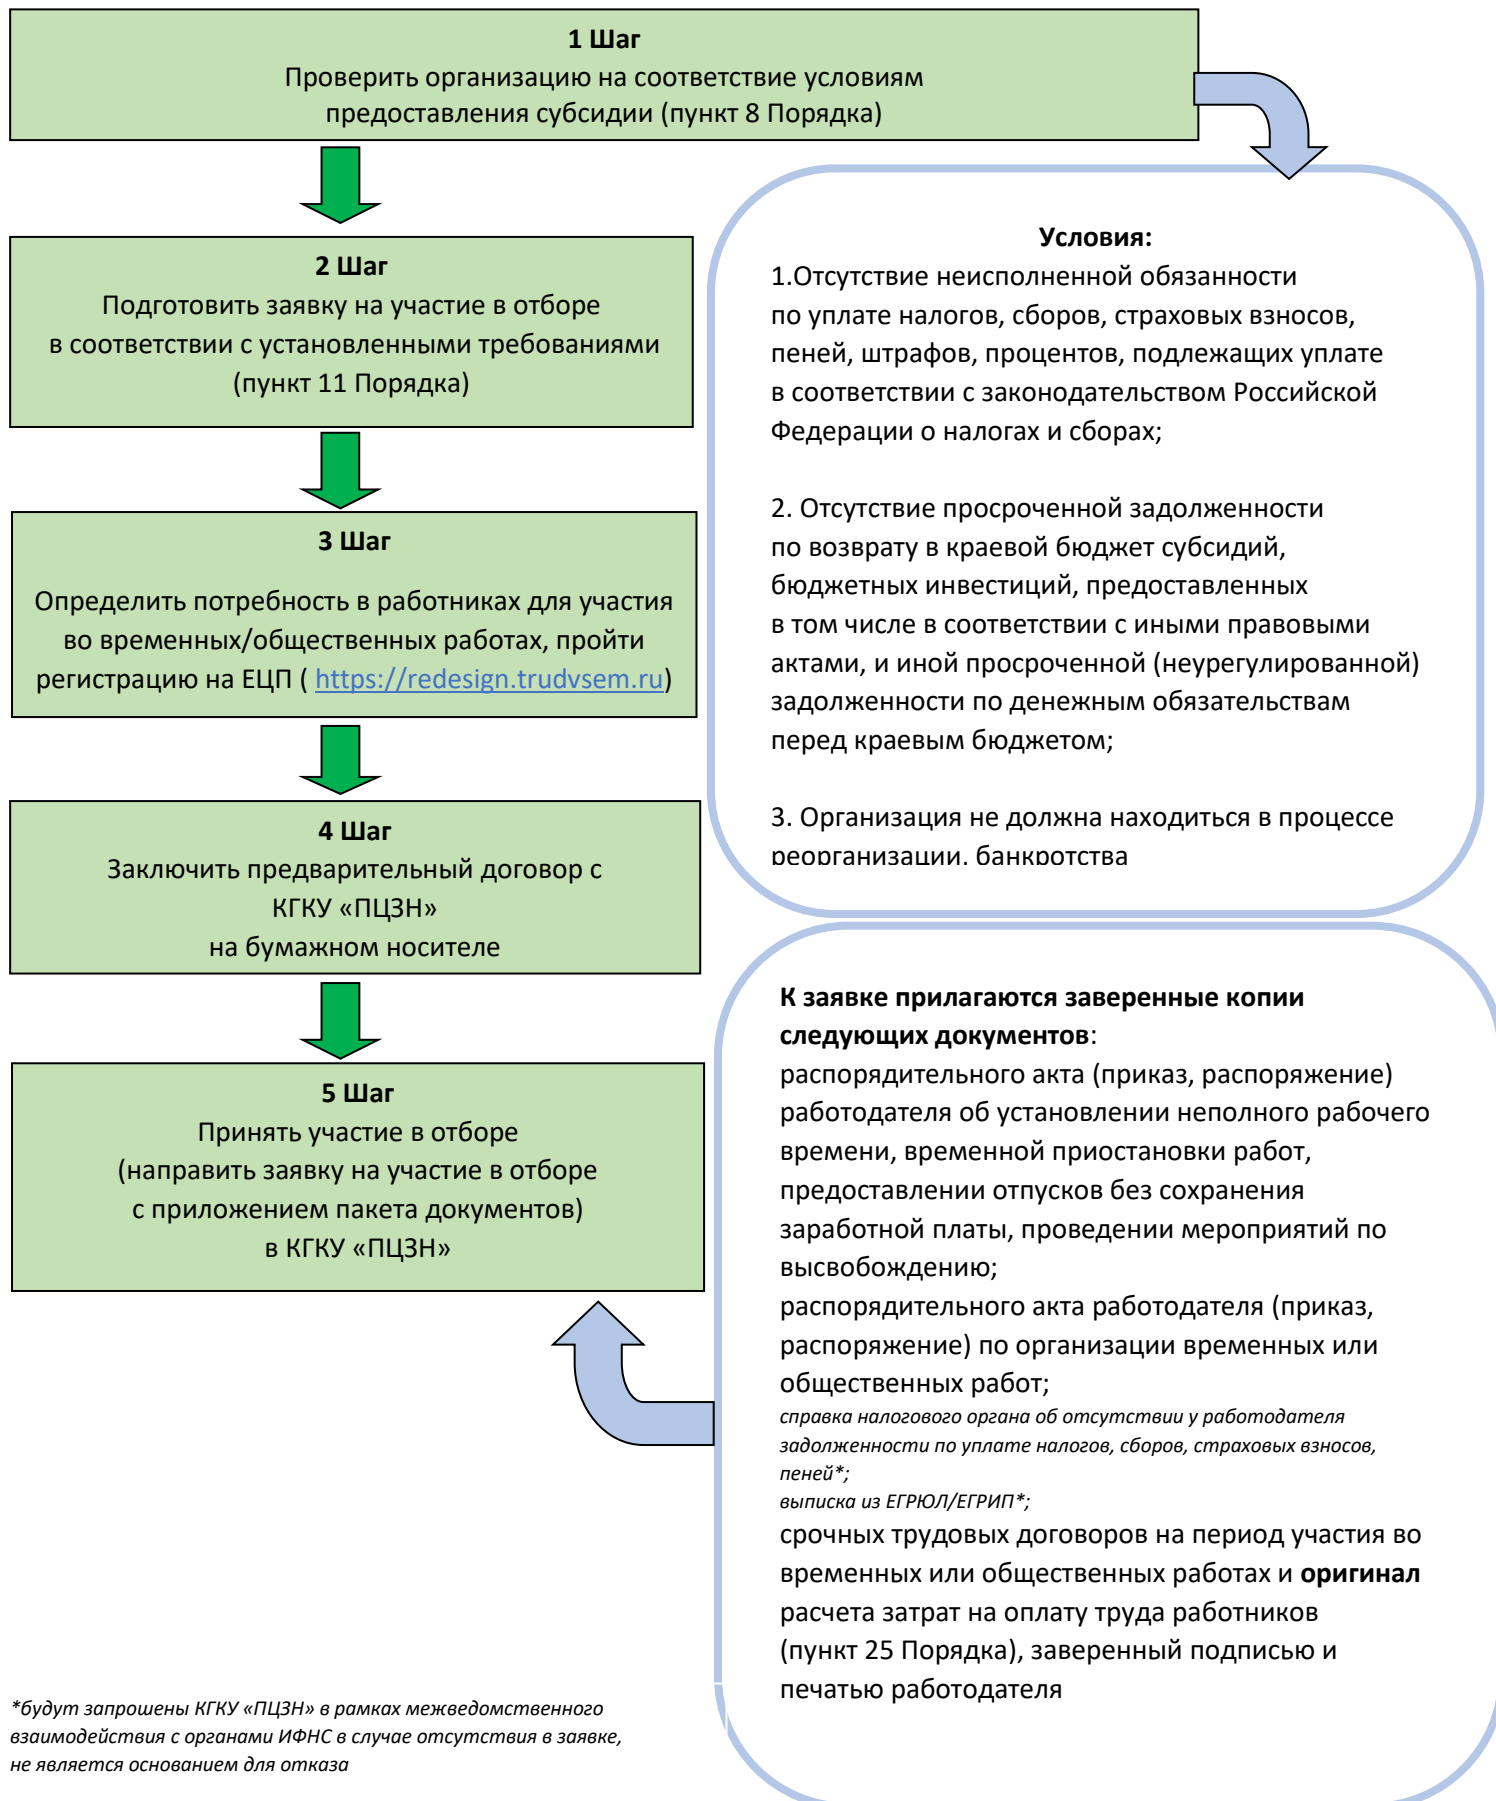 1 Шаг
Проверить организацию на соответствие условиям
предоставления субсидии (пункт 8 Порядка)
2 Шаг
Подготовить заявку на участие в отборе
в соответствии с установленными требованиями
(пункт 11 Порядка)
3 Шаг
Определить потребность в работниках для участия
во временных/общественных работах, пройти
регистрацию на ЕЦП ( https://redesign.trudvsem.ru)
4 Шаг
Заключить предварительный договор с
КГКУ «ПЦЗН»
на бумажном носителе
5 Шаг
Принять участие в отборе
(направить заявку на участие в отборе
с приложением пакета документов)
в КГКУ «ПЦЗН»
Условия:
1.Отсутствие неисполненной обязанности
по уплате налогов, сборов, страховых взносов,
пеней, штрафов, процентов, подлежащих уплате
в соответствии с законодательством Российской
Федерации о налогах и сборах;
2. Отсутствие просроченной задолженности
по возврату в краевой бюджет субсидий,
бюджетных инвестиций, предоставленных
в том числе в соответствии с иными правовыми
актами, и иной просроченной (неурегулированной)
задолженности по денежным обязательствам
перед краевым бюджетом;
3. Организация не должна находиться в процессе
реорганизации, банкротства
К заявке прилагаются заверенные копии
следующих документов:
распорядительного акта (приказ, распоряжение)
работодателя об установлении неполного рабочего
времени, временной приостановки работ,
предоставлении отпусков без сохранения
заработной платы, проведении мероприятий по
высвобождению;
распорядительного акта работодателя (приказ,
распоряжение) по организации временных или
общественных работ;
справка налогового органа об отсутствии у работодателя
задолженности по уплате налогов, сборов, страховых взносов,
пеней*;
выписка из ЕГРЮЛ/ЕГРИП*;
срочных трудовых договоров на период участия во
временных или общественных работах и оригинал
расчета затрат на оплату труда работников
(пункт 25 Порядка), заверенный подписью и
печатью работодателя
*будут запрошены КГКУ «ПЦЗН» в рамках межведомственного
взаимодействия с органами ИФНС в случае отсутствия в заявке,
не является основанием для отказа